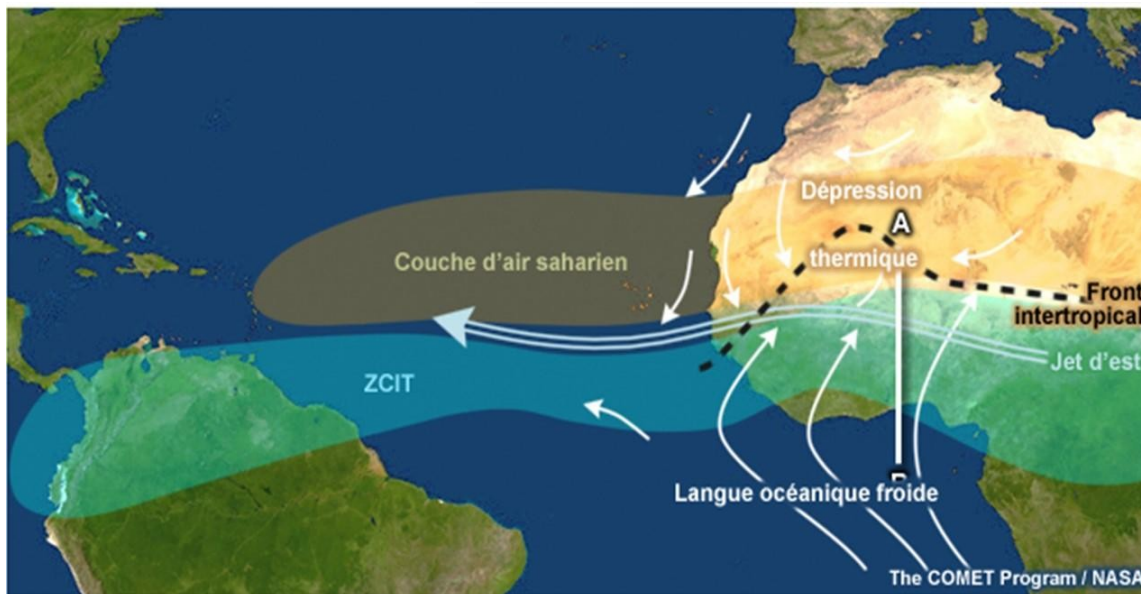 Dépression
A
thermique
Couche d'air saharien
Front
intertropical
Jet d'est
ZCIT
Langue océanique froide
The COMET Program / NASA